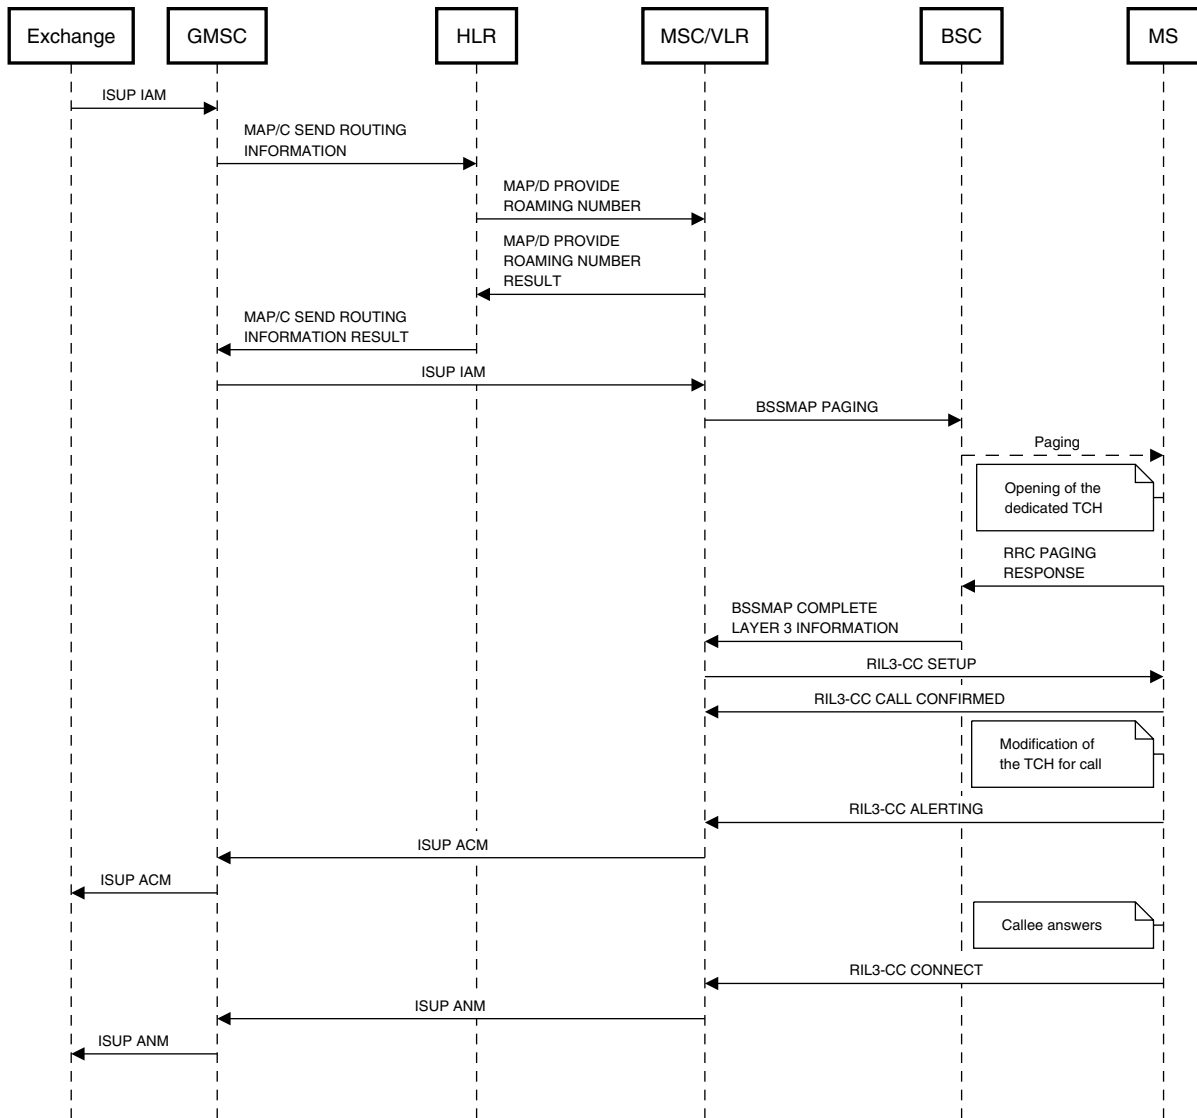 Exchange
GMSC
HLR
MSC/VLR
BSC
MS
ISUP IAM
MAP/C SEND ROUTING
INFORMATION
MAP/D PROVIDE
ROAMING NUMBER
MAP/D PROVIDE
ROAMING NUMBER
RESULT
MAP/C SEND ROUTING
INFORMATION RESULT
ISUP IAM
BSSMAP PAGING
Paging
Opening of the
dedicated TCH
RRC PAGING
RESPONSE
BSSMAP COMPLETE
LAYER 3 INFORMATION
RIL3-CC SETUP
RIL3-CC CALL CONFIRMED
Modification of
the TCH for call
RIL3-CC ALERTING
ISUP ACM
ISUP ACM
Callee answers
RIL3-CC CONNECT
ISUP ANM
ISUP ANM